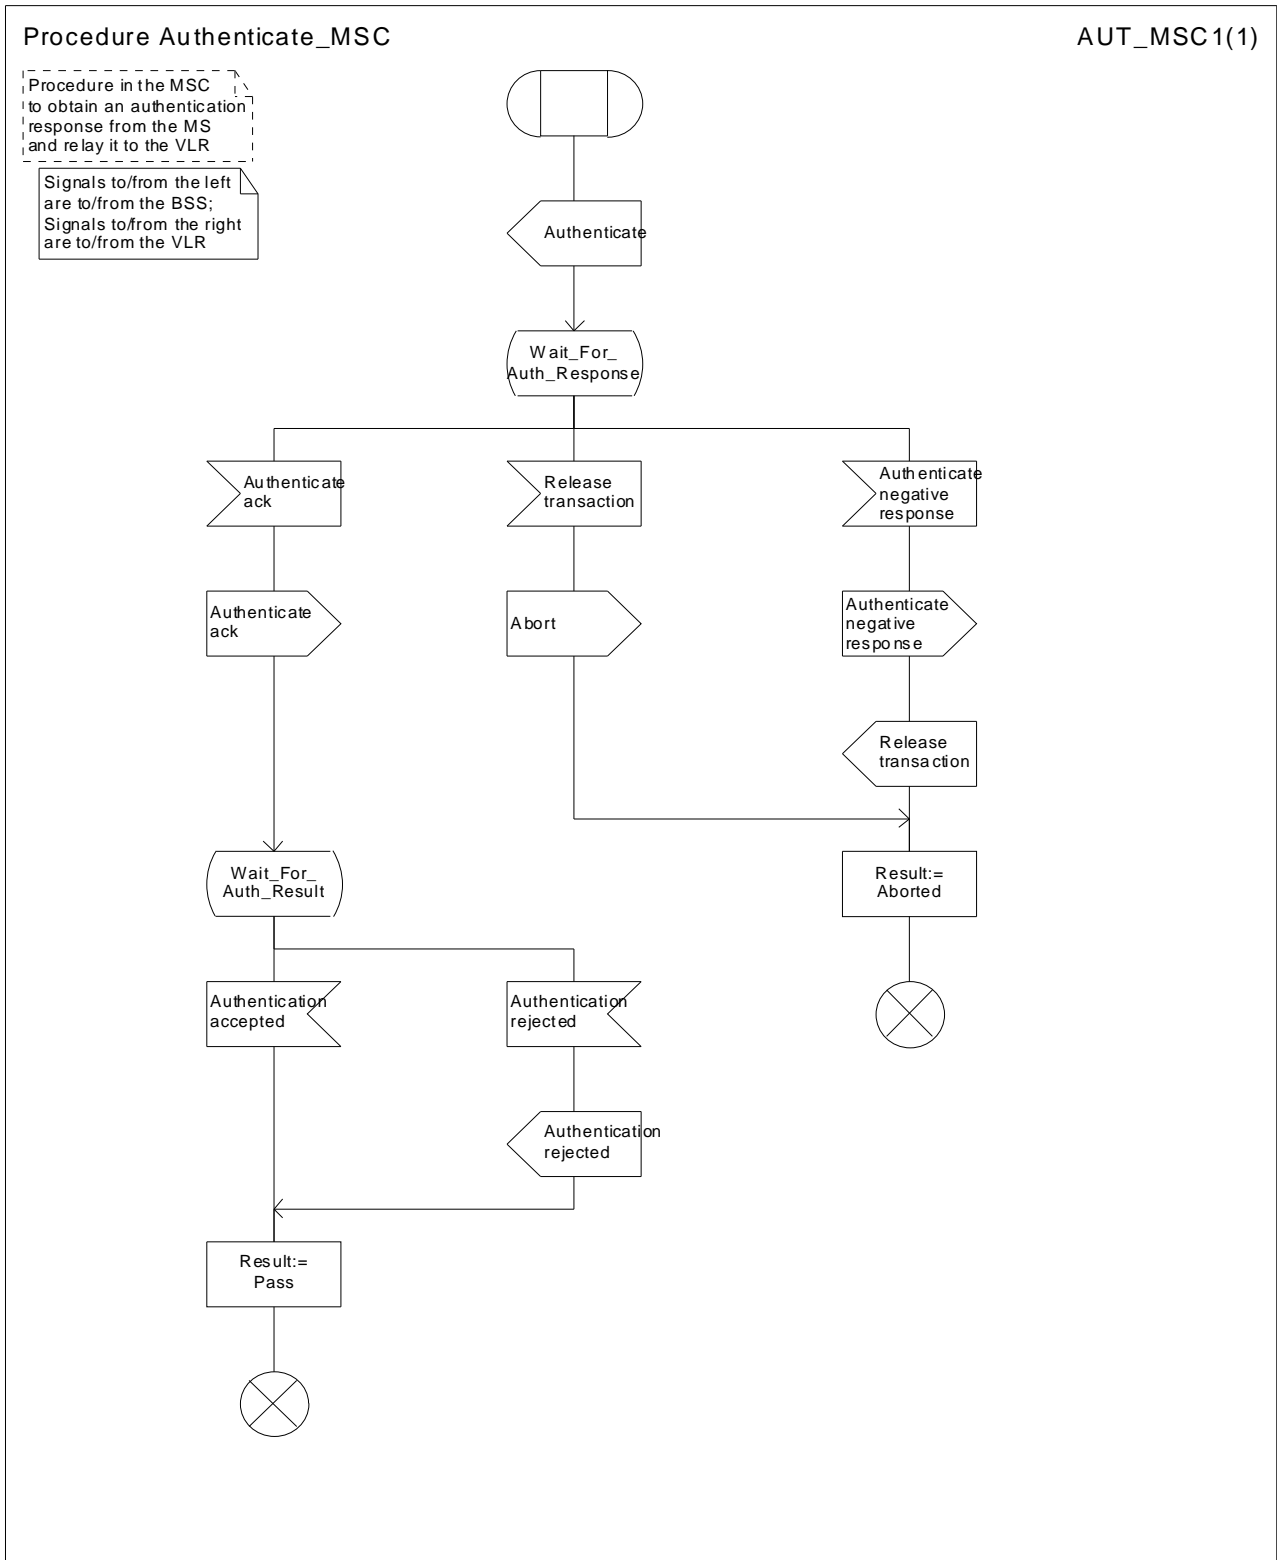 Procedure Authenticate_MSC
AUT_MSC1(1)
Procedure in the MSC
to obtain an authentication
response from the MS
and relay it to the VLR
Signals to/from the left
are to/from the BSS;
Signals to/from the right
are to/from the VLR
Authenticate
Wait_For_
Auth_Response
Authenticate
ack
Release
transaction
Authenticate
negative
response
Authenticate
ack
Abort
Authenticate
negative
response
Release
transaction
Wait_For_
Auth_Result
Result:=
Aborted
Authentication
accepted
Authentication
rejected
Authentication
rejected
Result:=
Pass